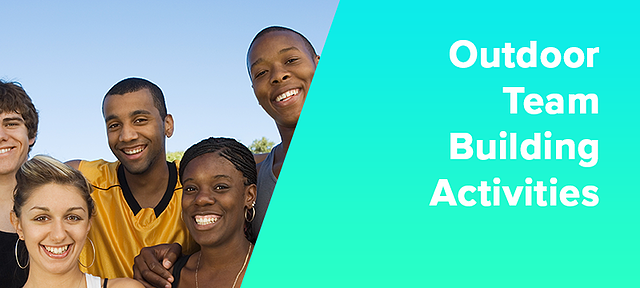 Outdoor
Team
Building
Activities